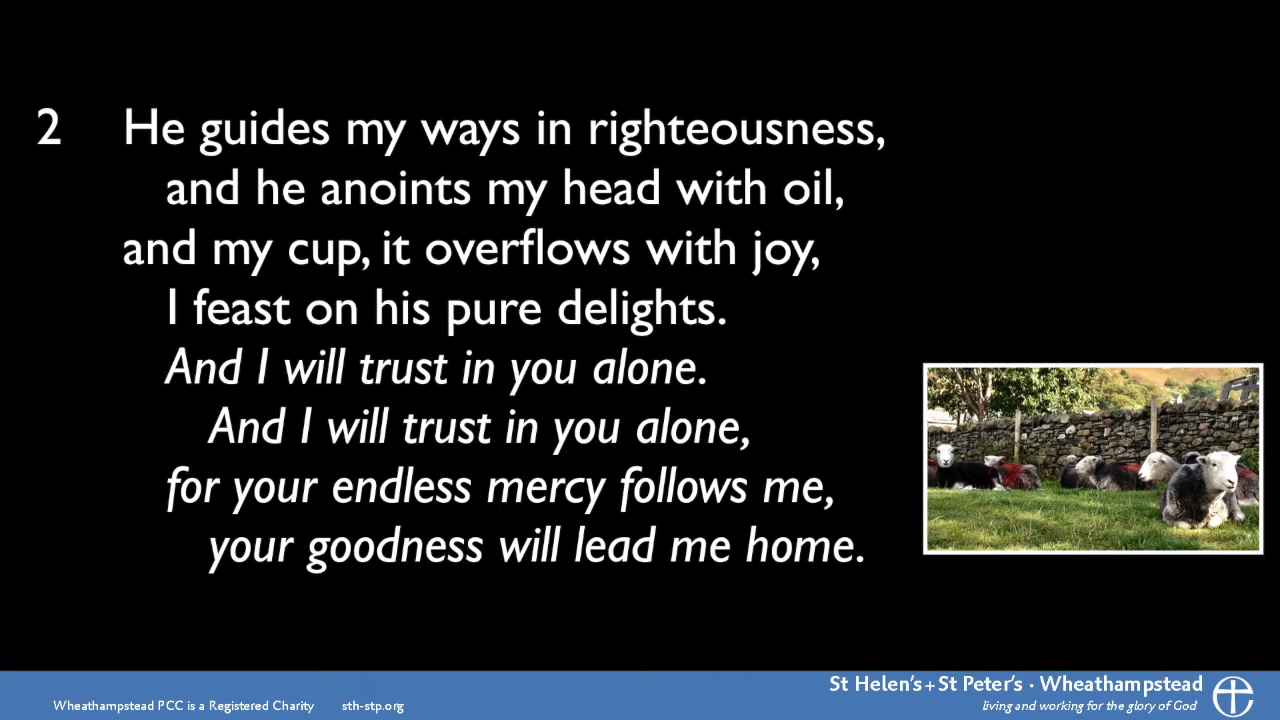 2 He guides my ways in righteousness,
and he anoints my head with oil,
and my cup, it overflows with joy,
I feast on his pure delights.
And I will trust in you alone.
And I will trust in you alone,
for your endless mercy follows me,
your goodness will lead me home.
St Helen's + St Peter's · Wheathampstead
living and working for the glory of God
Wheathampstead PCC is a Registered Charity sth-stp.org